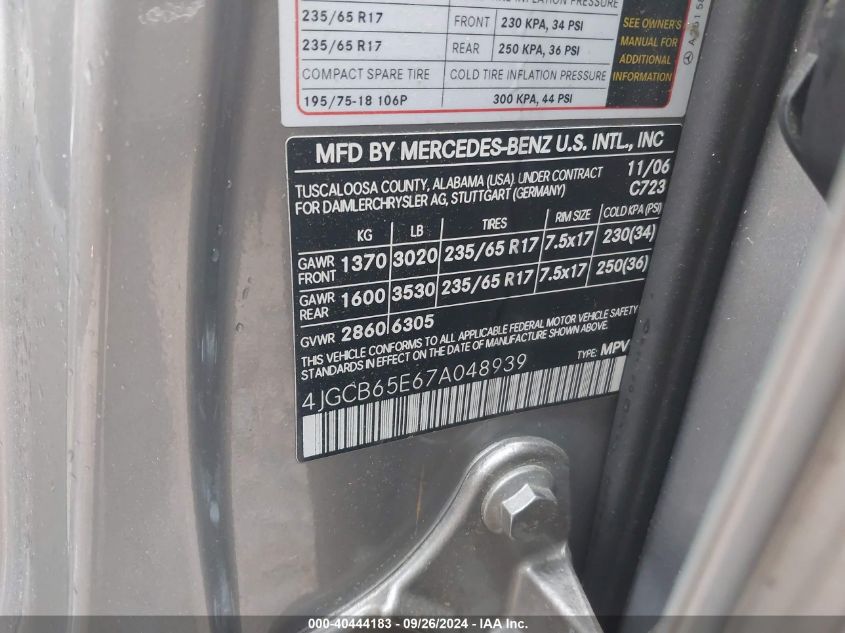 INFLATION PRESSURE
235/65 R17 FRONT 230 KPA, 34 PSI
235/65 R17 REAR 250 KPA, 36 PSI
COMPACT SPARE TIRE COLD TIRE INFLATION PRESSURE
195/75-18 106P 300 KPA, 44 PSI
SEE OWNER'S
MANUAL FOR
ADDITIONAL
INFORMATION
MFD BY MERCEDES-BENZ U.S. INTL., INC
TUSCALOOSA COUNTY, ALABAMA (USA). UNDER CONTRACT 11/06
FOR DAIMLERCHRYSLER AG, STUTTGART (GERMANY) C723
KG LB TIRES RIM SIZE COLD KPA (PSI)
GAWR
FRONT 1370 3020 235/65 R17 7.5x17 230(34)
GAWR
REAR 1600 3530 235/65 R17 7.5x17 250(36)
GVWR 2860 6305
THIS VEHICLE CONFORMS TO ALL APPLICABLE FEDERAL MOTOR VEHICLE SAFETY
STANDARDS IN EFFECT ON THE DATE OF MANUFACTURE SHOWN ABOVE.
4JGCB65E67A048939 TYPE: MPV
000-40444183 - 09/26/2024 - IAA Inc.